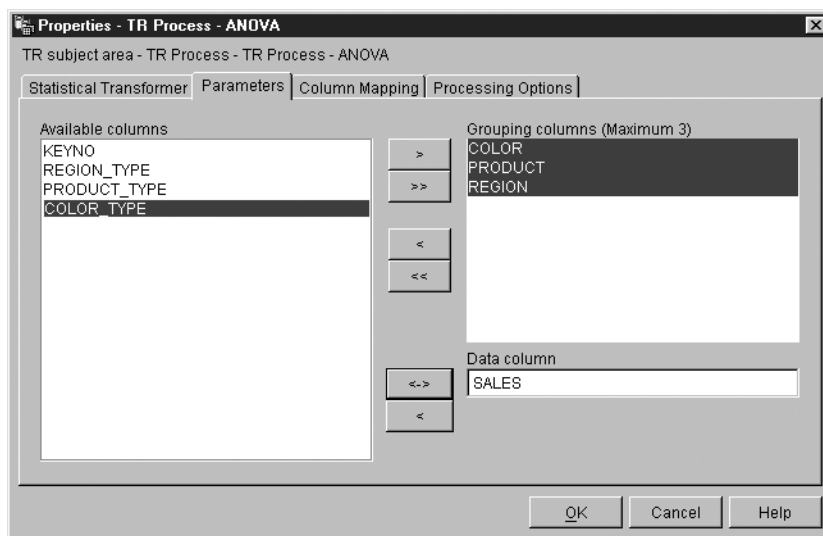 Properties - TR Process - ANOVA
TR subject area - TR Process - TR Process - ANOVA
Statistical Transformer Parameters Column Mapping Processing Options
Available columns
KEYNO
REGION_TYPE
PRODUCT_TYPE
COLOR_TYPE
>
>>
<
<<
<->
<
Grouping columns (Maximum 3)
COLOR
PRODUCT
REGION
Data column
SALES
OK Cancel Help